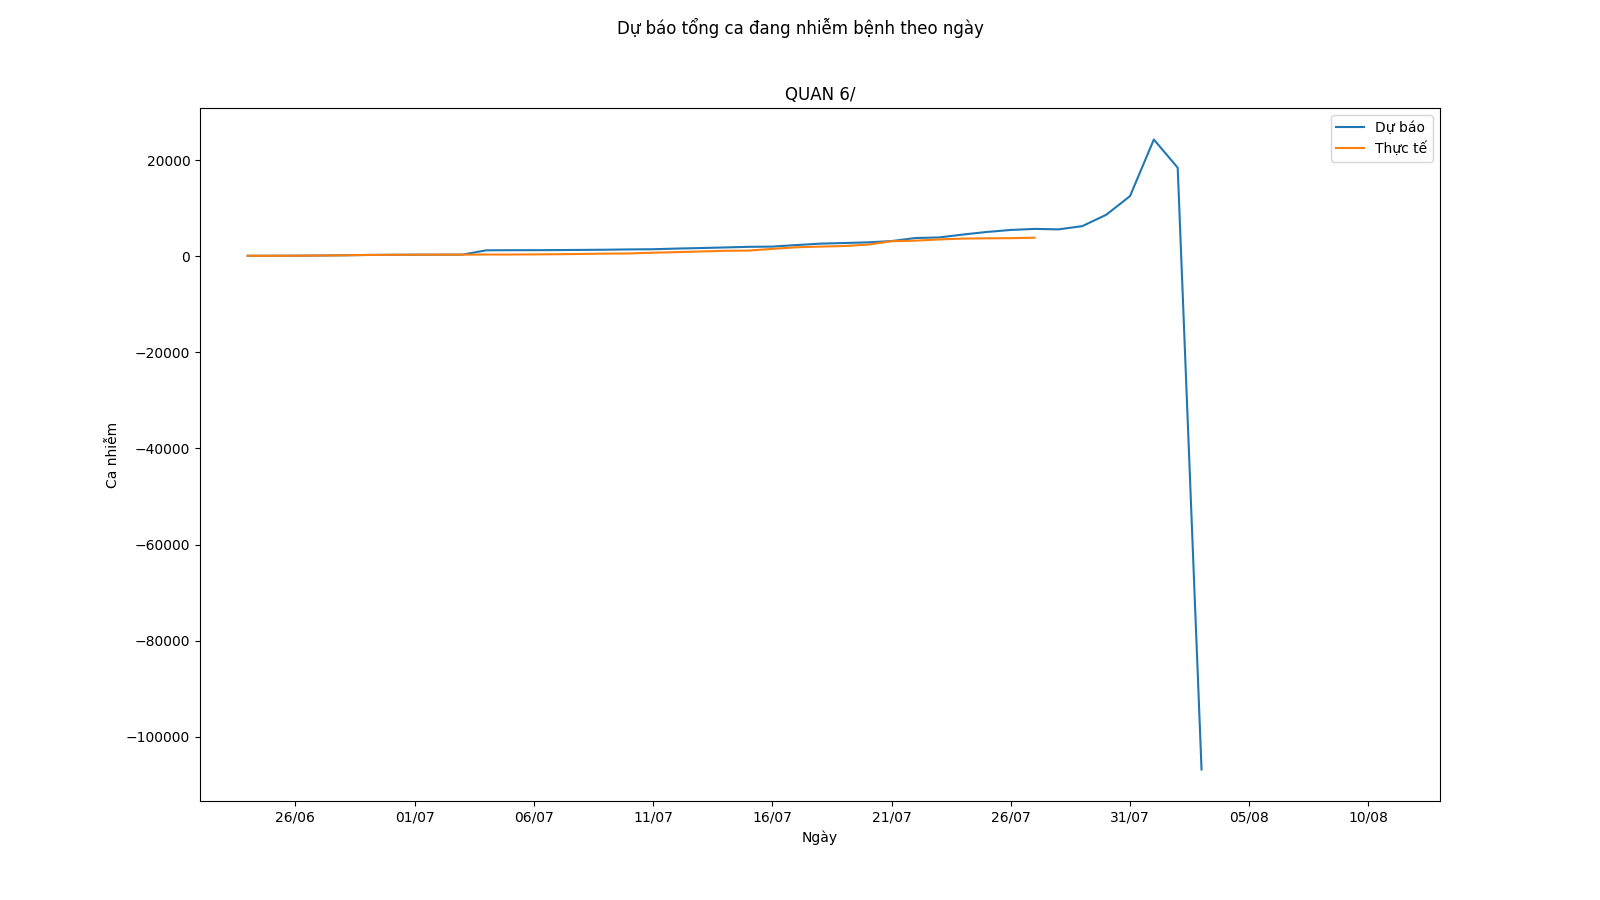 Dự báo tổng ca đang nhiễm bệnh theo ngày
QUAN 6/
Dự báo
Thực tế
20000
0
−20000
−40000
−60000
−80000
−100000
Ca nhiễm
26/06
01/07
06/07
11/07
16/07
21/07
26/07
31/07
05/08
10/08
Ngày